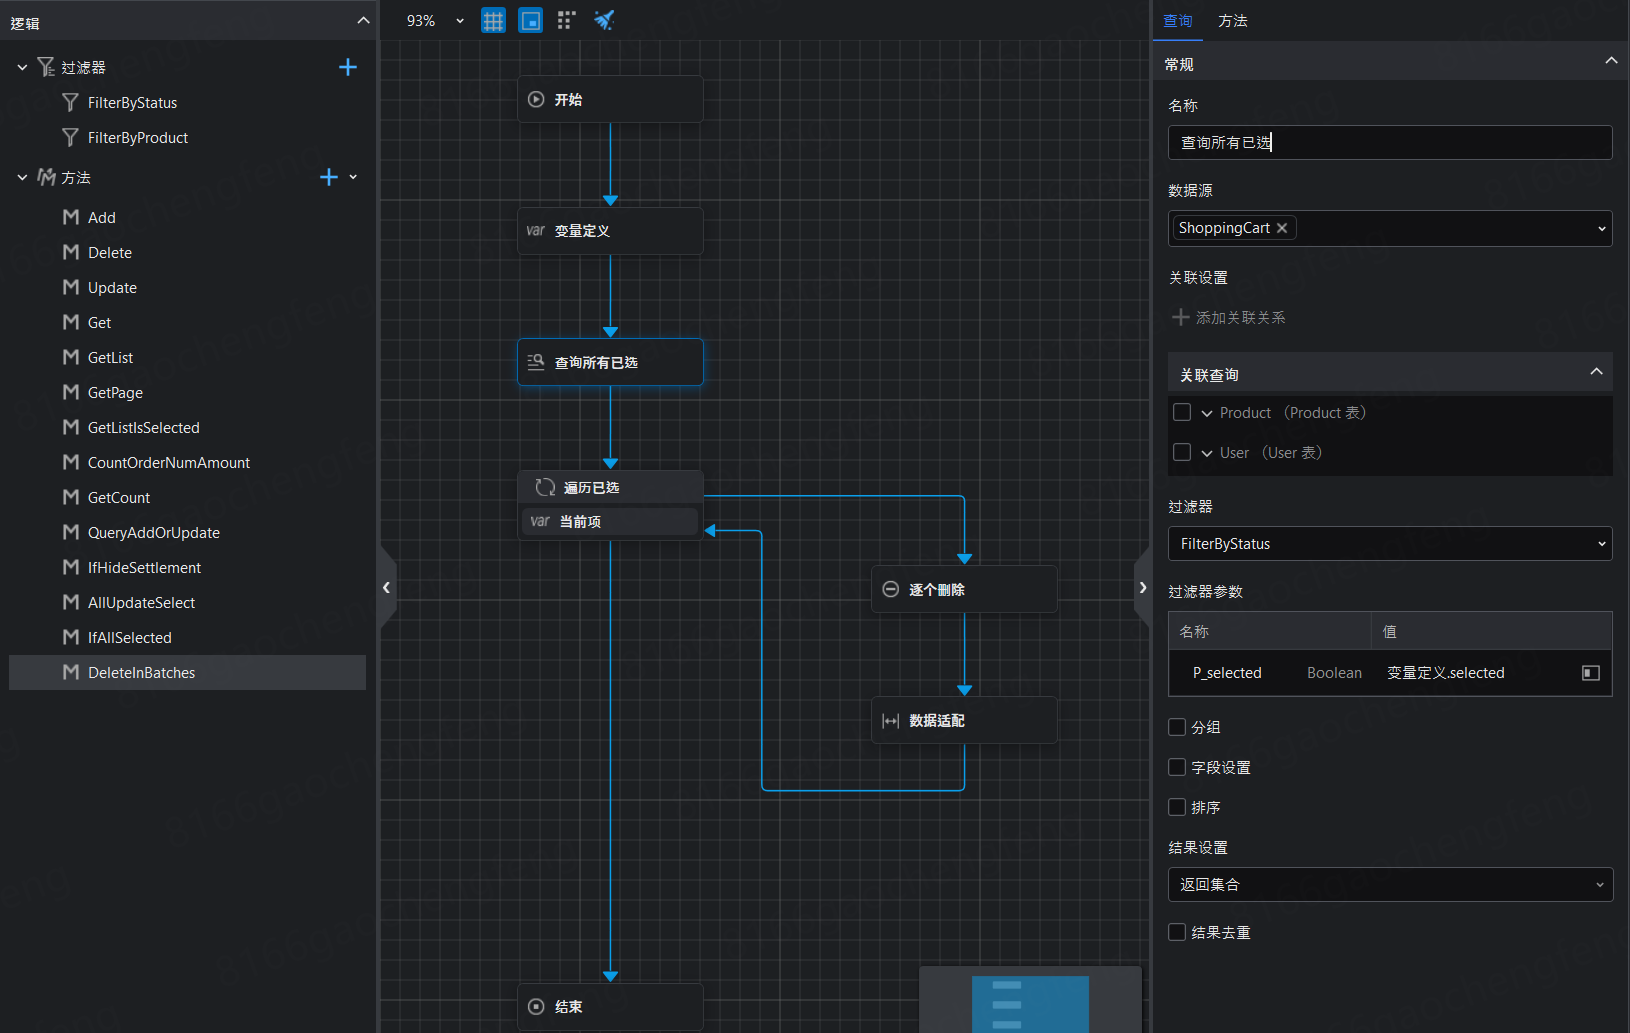 逻辑
过滤器
FilterByStatus
FilterByProduct
方法
Add
Delete
Update
Get
GetList
GetPage
GetListIsSelected
CountOrderNumAmount
GetCount
QueryAddOrUpdate
IfHideSettlement
AllUpdateSelect
IfAllSelected
DeleteInBatches
93%
开始
var 变量定义
查询所有已选
遍历已选
var 当前项
逐个删除
数据适配
结束
查询 方法
常规
名称
查询所有已选
数据源
ShoppingCart
关联设置
添加关联关系
关联查询
Product （Product 表）
User （User 表）
过滤器
FilterByStatus
过滤器参数
名称 值
P_selected Boolean 变量定义.selected
分组
字段设置
排序
结果设置
返回集合
结果去重
8166gaochengfeng